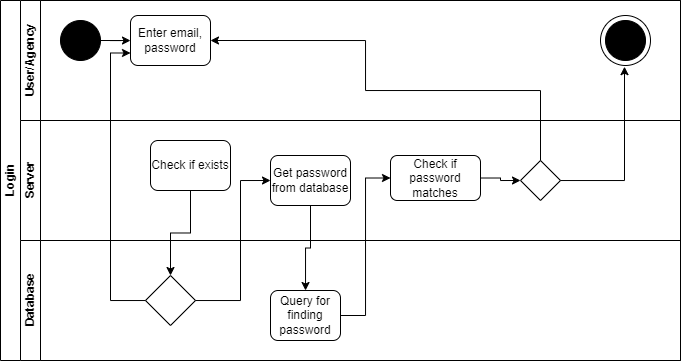 Login
User/Agency
Enter email,
password
Server
Check if exists
Get password
from database
Check if
password
matches
Database
Query for
finding
password